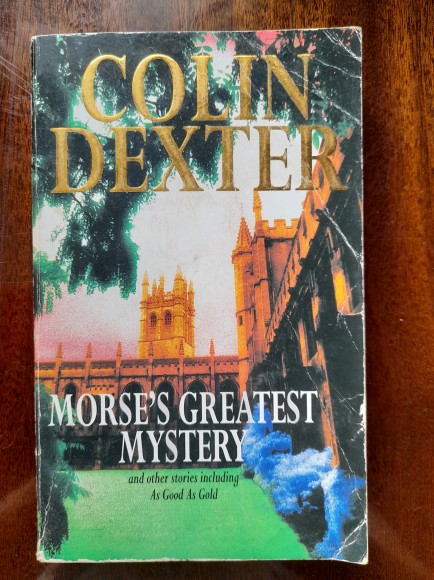 COLIN
DEXTER
MORSE'S GREATEST
MYSTERY
and other stories including
As Good As Gold